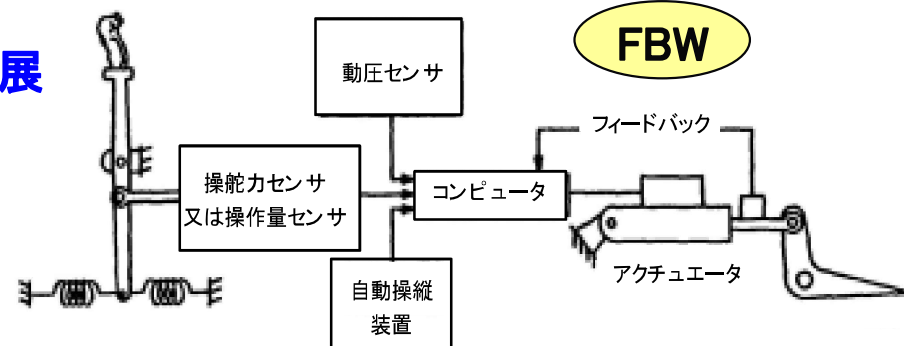 展
FBW
動圧センサ
フィードバック
操舵力センサ
又は操作量センサ
コンピュータ
アクチュエータ
自動操縦
装置